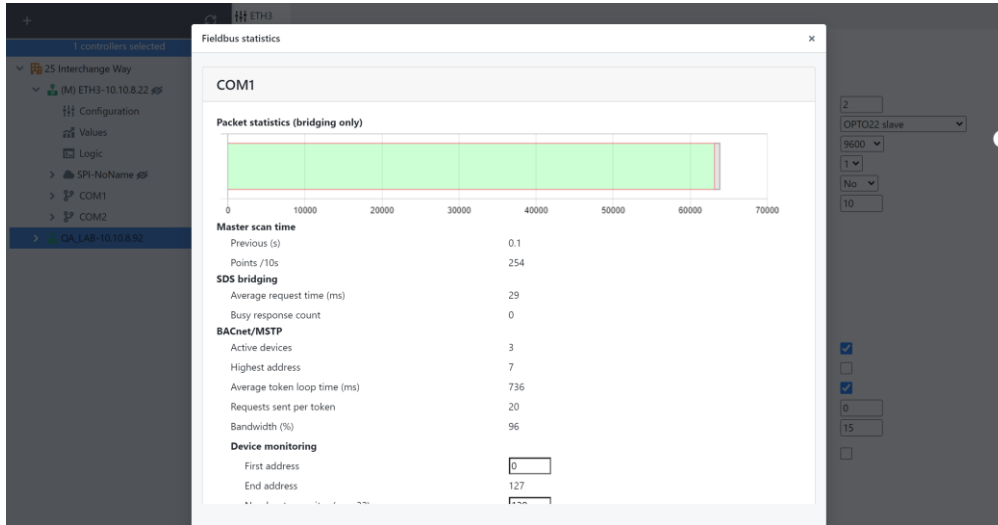 ETH3
1 controllers selected
25 Interchange Way
(M) ETH3-10.10.8.22
Configuration
Values
Logic
SPI-NoName
COM1
COM2
QA_LAB-10.10.8.92
Fieldbus statistics
×
COM1
Packet statistics (bridging only)
0 10000 20000 30000 40000 50000 60000 70000
Master scan time
Previous (s) 0.1
Points /10s 254
SDS bridging
Average request time (ms) 29
Busy response count 0
BACnet/MSTP
Active devices 3
Highest address 7
Average token loop time (ms) 736
Requests sent per token 20
Bandwidth (%) 96
Device monitoring
First address 0
End address 127
2
OPTO22 slave
9600
1
No
10
0
15